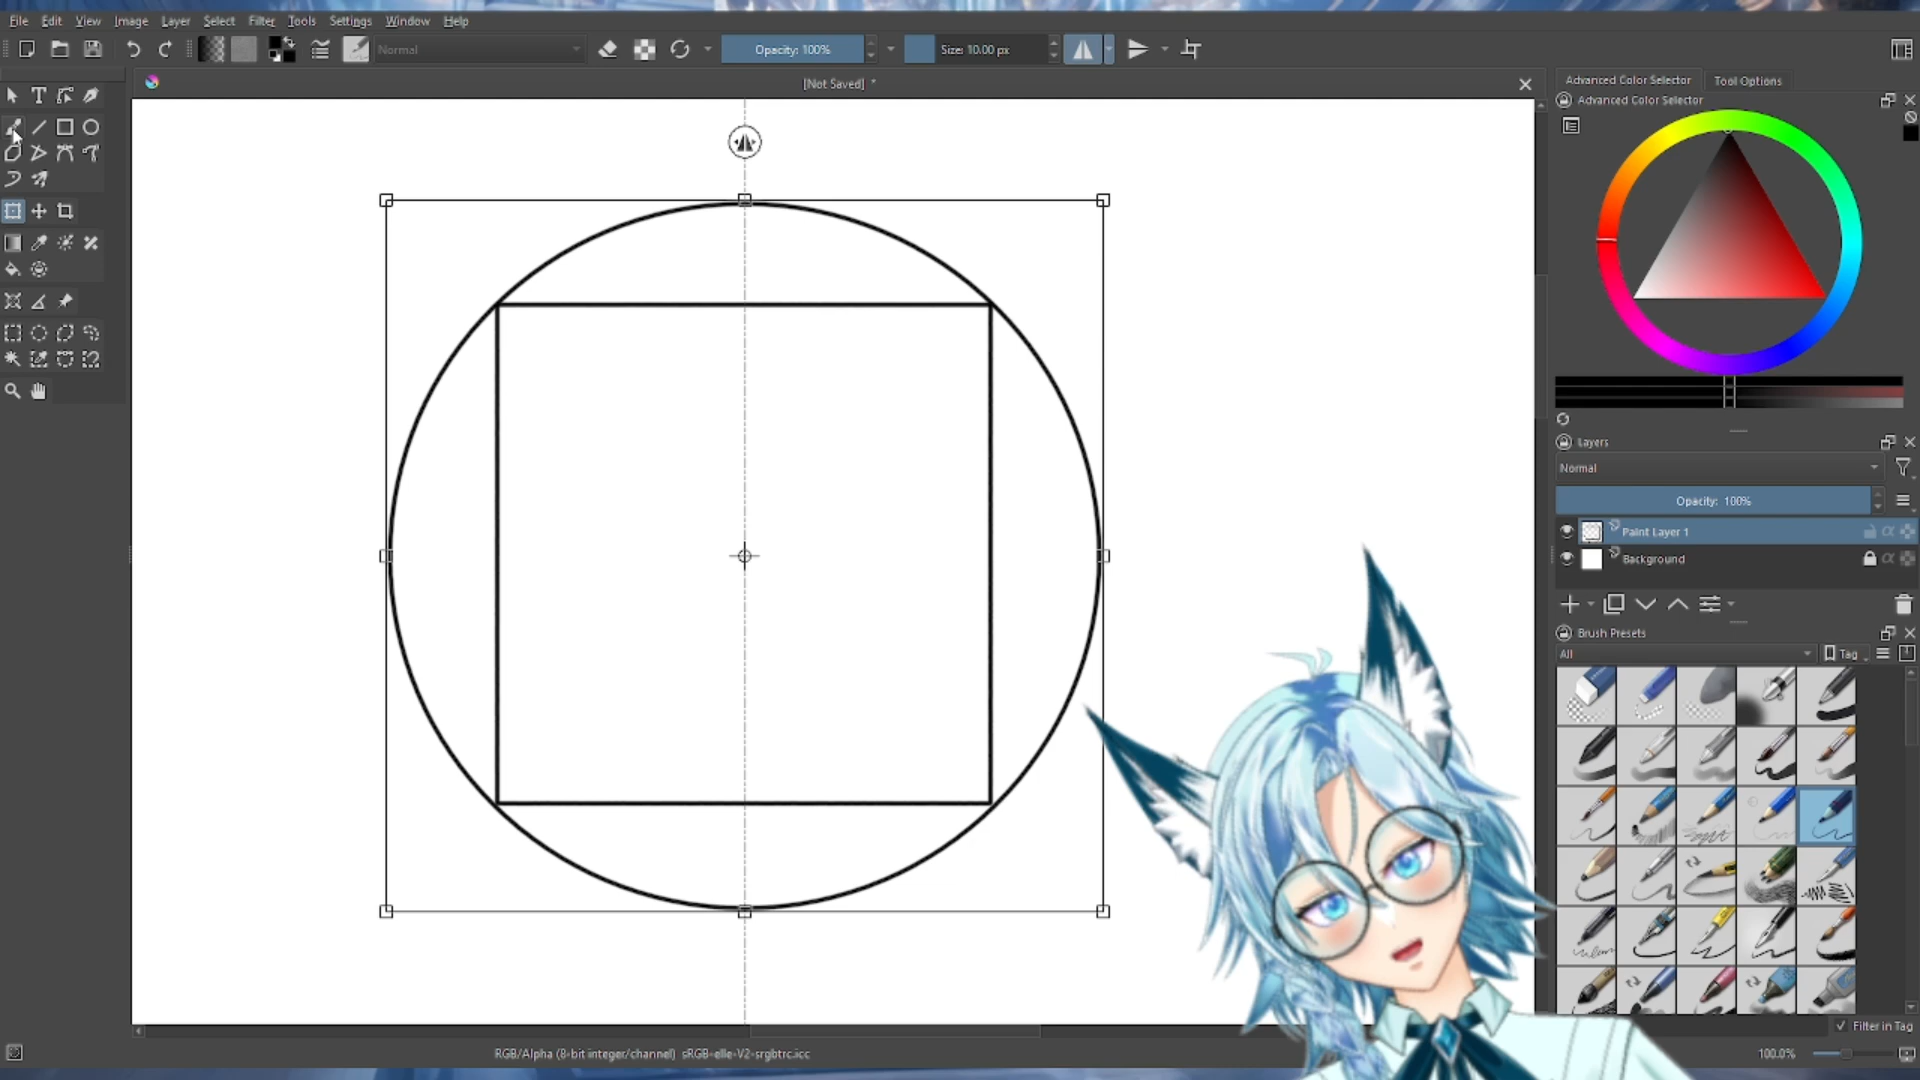 File Edit View Image Layer Select Filter Tools Settings Window Help
Normal
Opacity: 100%
Size: 10.00 px
[Not Saved] *
Advanced Color Selector
Tool Options
Advanced Color Selector
Layers
Normal
Opacity: 100%
Paint Layer 1
Background
Brush Presets
All
Tag
Filter in Tag
RGB/Alpha (8-bit integer/channel) sRGB-elle-V2-srgbtrc.icc
100.0%